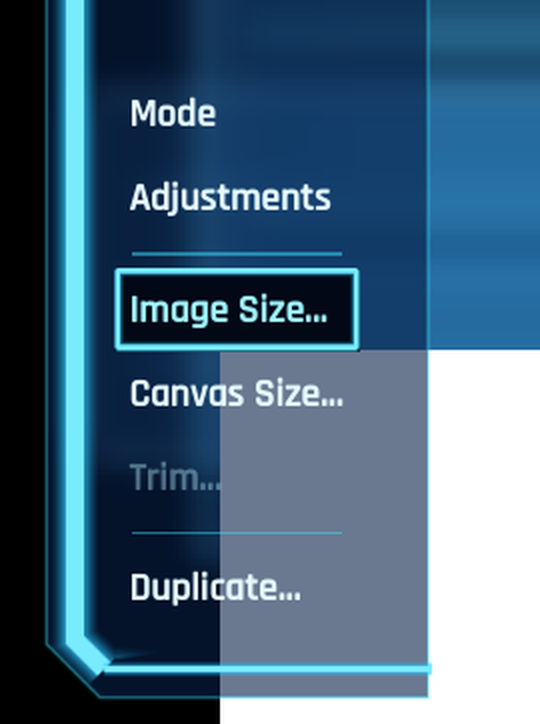 Mode
Adjustments
Image Size...
Canvas Size...
Trim...
Duplicate...